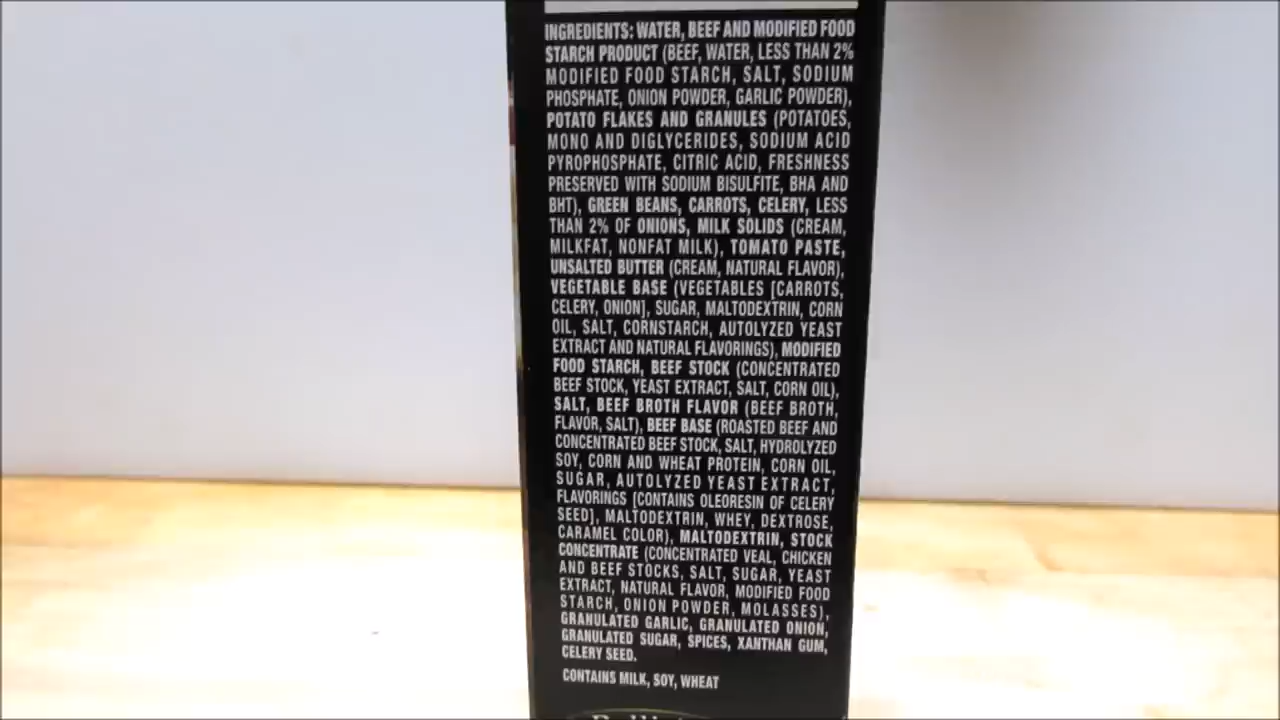 INGREDIENTS: WATER, BEEF AND MODIFIED FOOD
STARCH PRODUCT (BEEF, WATER, LESS THAN 2%
MODIFIED FOOD STARCH, SALT, SODIUM
PHOSPHATE, ONION POWDER, GARLIC POWDER),
POTATO FLAKES AND GRANULES (POTATOES,
MONO AND DIGLYCERIDES, SODIUM ACID
PYROPHOSPHATE, CITRIC ACID, FRESHNESS
PRESERVED WITH SODIUM BISULFITE, BHA AND
BHT), GREEN BEANS, CARROTS, CELERY, LESS
THAN 2% OF ONIONS, MILK SOLIDS (CREAM,
MILKFAT, NONFAT MILK), TOMATO PASTE,
UNSALTED BUTTER (CREAM, NATURAL FLAVOR),
VEGETABLE BASE (VEGETABLES [CARROTS,
CELERY, ONION], SUGAR, MALTODEXTRIN, CORN
OIL, SALT, CORNSTARCH, AUTOLYZED YEAST
EXTRACT AND NATURAL FLAVORINGS), MODIFIED
FOOD STARCH, BEEF STOCK (CONCENTRATED
BEEF STOCK, YEAST EXTRACT, SALT, CORN OIL),
SALT, BEEF BROTH FLAVOR (BEEF BROTH,
FLAVOR, SALT), BEEF BASE (ROASTED BEEF AND
CONCENTRATED BEEF STOCK, SALT, HYDROLYZED
SOY, CORN AND WHEAT PROTEIN, CORN OIL,
SUGAR, AUTOLYZED YEAST EXTRACT,
FLAVORINGS [CONTAINS OLEORESIN OF CELERY
SEED], MALTODEXTRIN, WHEY, DEXTROSE,
CARAMEL COLOR), MALTODEXTRIN, STOCK
CONCENTRATE (CONCENTRATED VEAL, CHICKEN
AND BEEF STOCKS, SALT, SUGAR, YEAST
EXTRACT, NATURAL FLAVOR, MODIFIED FOOD
STARCH, ONION POWDER, MOLASSES),
GRANULATED GARLIC, GRANULATED ONION,
GRANULATED SUGAR, SPICES, XANTHAN GUM,
CELERY SEED.
CONTAINS MILK, SOY, WHEAT